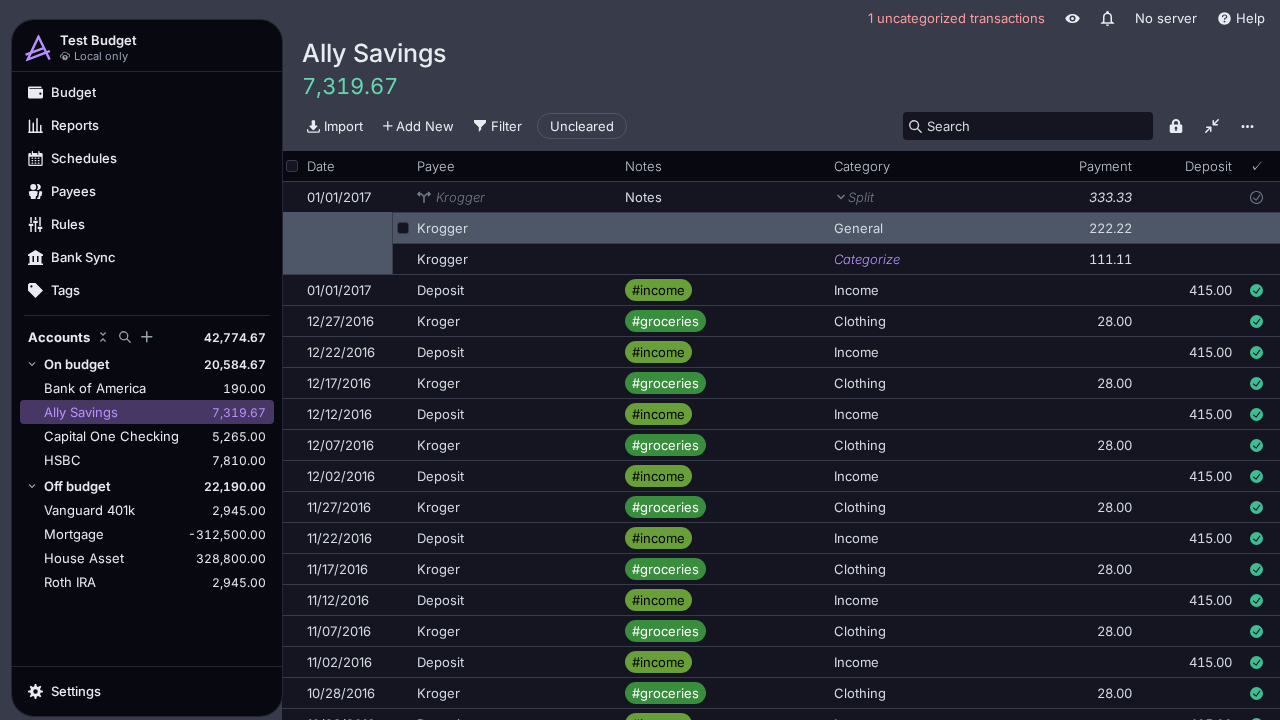 Test Budget
Local only
Budget
Reports
Schedules
Payees
Rules
Bank Sync
Tags
Accounts 42,774.67
On budget 20,584.67
Bank of America 190.00
Ally Savings 7,319.67
Capital One Checking 5,265.00
HSBC 7,810.00
Off budget 22,190.00
Vanguard 401k 2,945.00
Mortgage -312,500.00
House Asset 328,800.00
Roth IRA 2,945.00
Settings
1 uncategorized transactions No server Help
Ally Savings
7,319.67
Import Add New Filter Uncleared Search
Date Payee Notes Category Payment Deposit
01/01/2017 Krogger Notes Split 333.33
Krogger General 222.22
Krogger Categorize 111.11
01/01/2017 Deposit #income Income 415.00
12/27/2016 Kroger #groceries Clothing 28.00
12/22/2016 Deposit #income Income 415.00
12/17/2016 Kroger #groceries Clothing 28.00
12/12/2016 Deposit #income Income 415.00
12/07/2016 Kroger #groceries Clothing 28.00
12/02/2016 Deposit #income Income 415.00
11/27/2016 Kroger #groceries Clothing 28.00
11/22/2016 Deposit #income Income 415.00
11/17/2016 Kroger #groceries Clothing 28.00
11/12/2016 Deposit #income Income 415.00
11/07/2016 Kroger #groceries Clothing 28.00
11/02/2016 Deposit #income Income 415.00
10/28/2016 Kroger #groceries Clothing 28.00